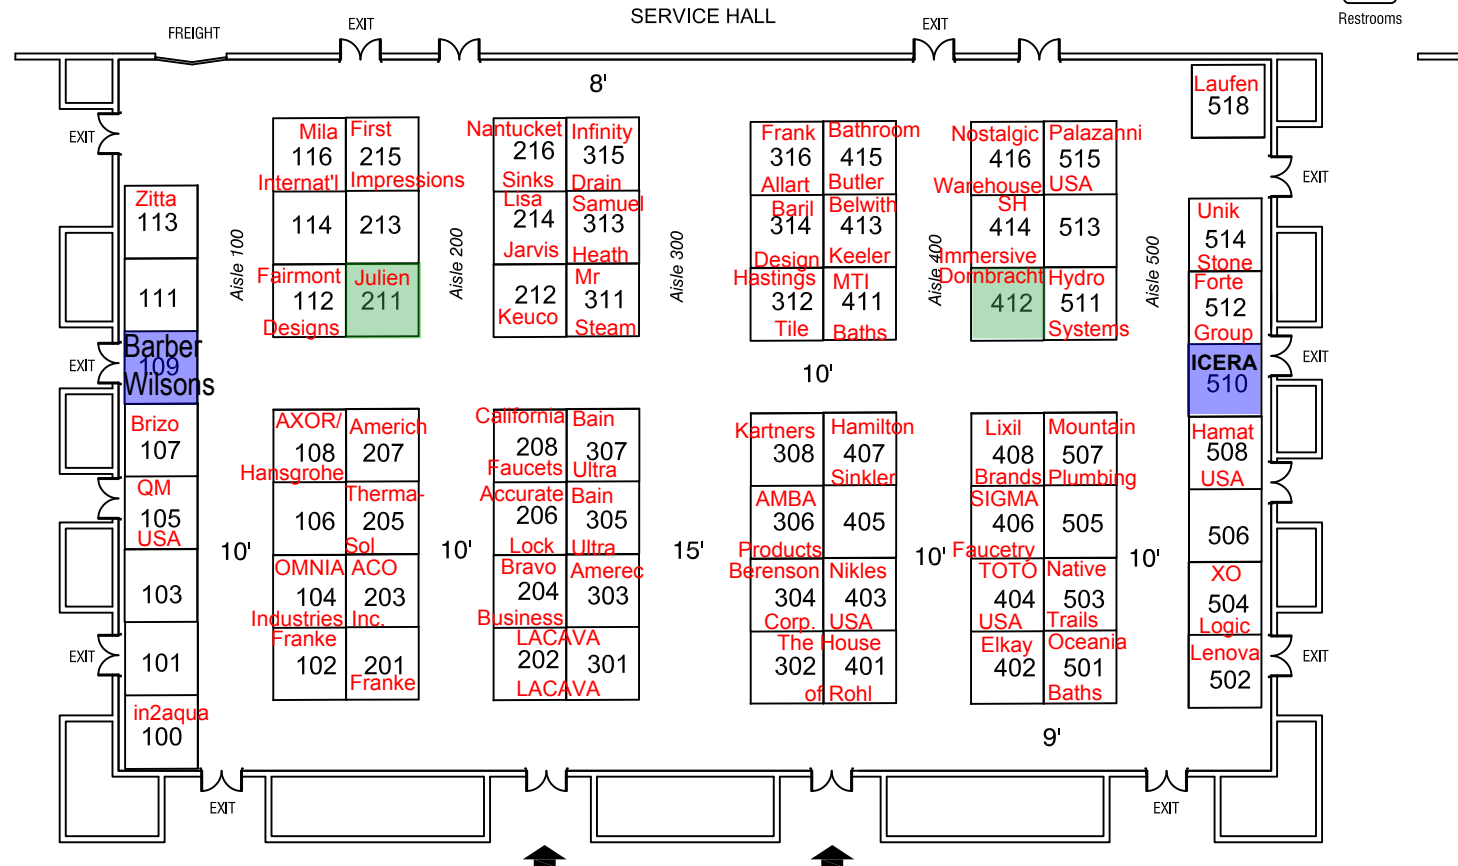 SERVICE HALL
Restrooms
FREIGHT
EXIT
EXIT
8'
Laufen
518
EXIT
Mila
116
Internat'l
First
215
Impressions
Nantucket
216
Sinks
Infinity
315
Drain
Frank
316
Allart
Bathroom
415
Butler
Nostalgic
416
Warehouse
Palazanni
515
USA
EXIT
Zitta
113
114
213
Lisa
214
Jarvis
Samuel
313
Heath
Baril
314
Design
Belwith
413
Keeler
SH
414
Immersive
513
Unik
514
Stone
Aisle 100
Aisle 200
Aisle 300
Aisle 400
Aisle 500
111
Fairmont
112
Designs
Julien
211
212
Keuco
Mr
311
Steam
Hastings
312
Tile
MTI
411
Baths
Dornbracht
412
Hydro
511
Systems
Forte
512
Group
EXIT
Barber
109
Wilsons
10'
ICERA
510
EXIT
Brizo
107
AXOR/
108
Hansgrohe
Americh
207
California
208
Faucets
Bain
307
Ultra
Kartners
308
Hamilton
407
Sinkler
Lixil
408
Brands
Mountain
507
Plumbing
Hamat
508
USA
QM
105
USA
106
Therma-
205
Sol
Accurate
206
Lock
Bain
305
Ultra
AMBA
306
Products
405
SIGMA
406
Faucetry
505
506
10'
10'
15'
10'
10'
103
OMNIA
104
Industries
ACO
203
Inc.
Bravo
204
Business
Amerec
303
Berenson
304
Corp.
Nikles
403
USA
TOTO
404
USA
Native
503
Trails
XO
504
Logic
EXIT
101
Franke
102
201
Franke
LACAVA
202
301
LACAVA
The House
302
401
of Rohl
Elkay
402
Oceania
501
Baths
Lenova
502
EXIT
in2aqua
100
9'
EXIT
EXIT